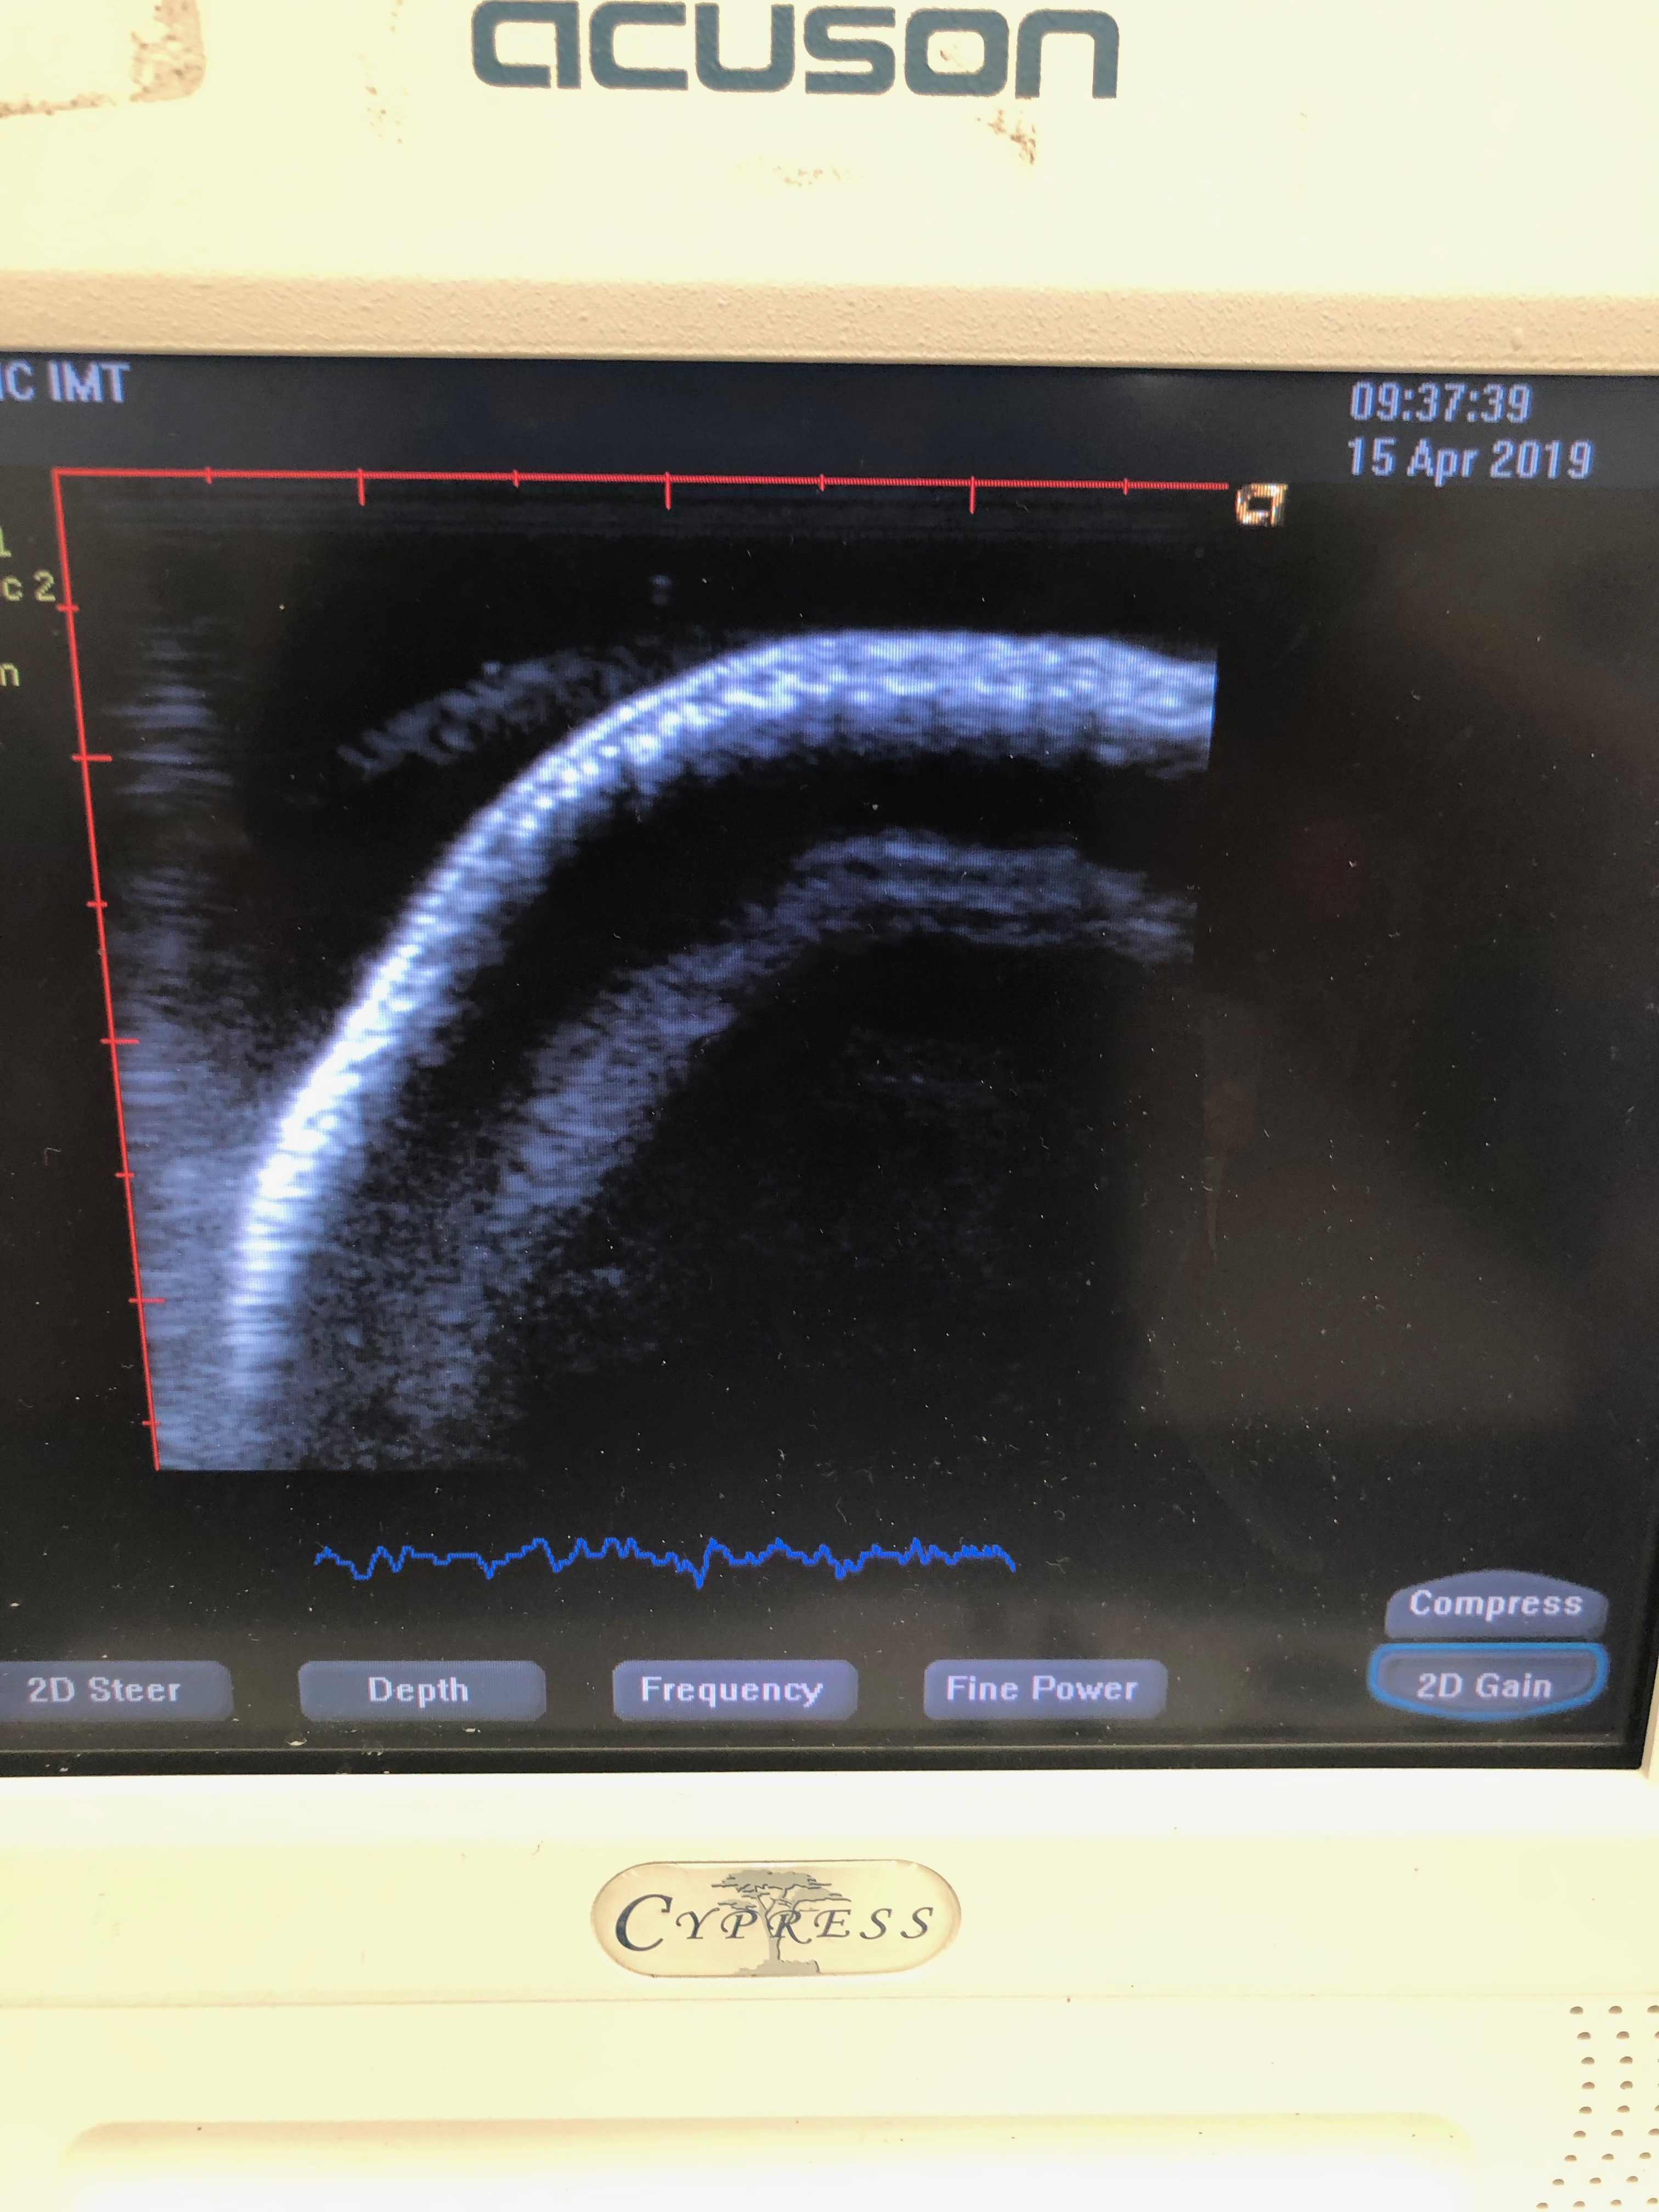 acuson
IC IMT
09:37:39
15 Apr 2019
c 2
Compress
2D Steer
Depth
Frequency
Fine Power
2D Gain
CYPRESS